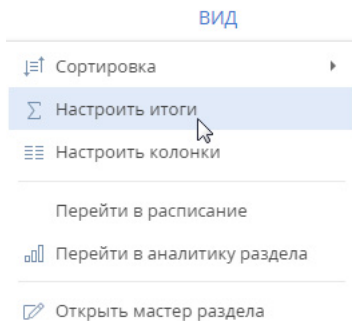 ВИД
Сортировка
Настроить итоги
Настроить колонки
Перейти в расписание
Перейти в аналитику раздела
Открыть мастер раздела